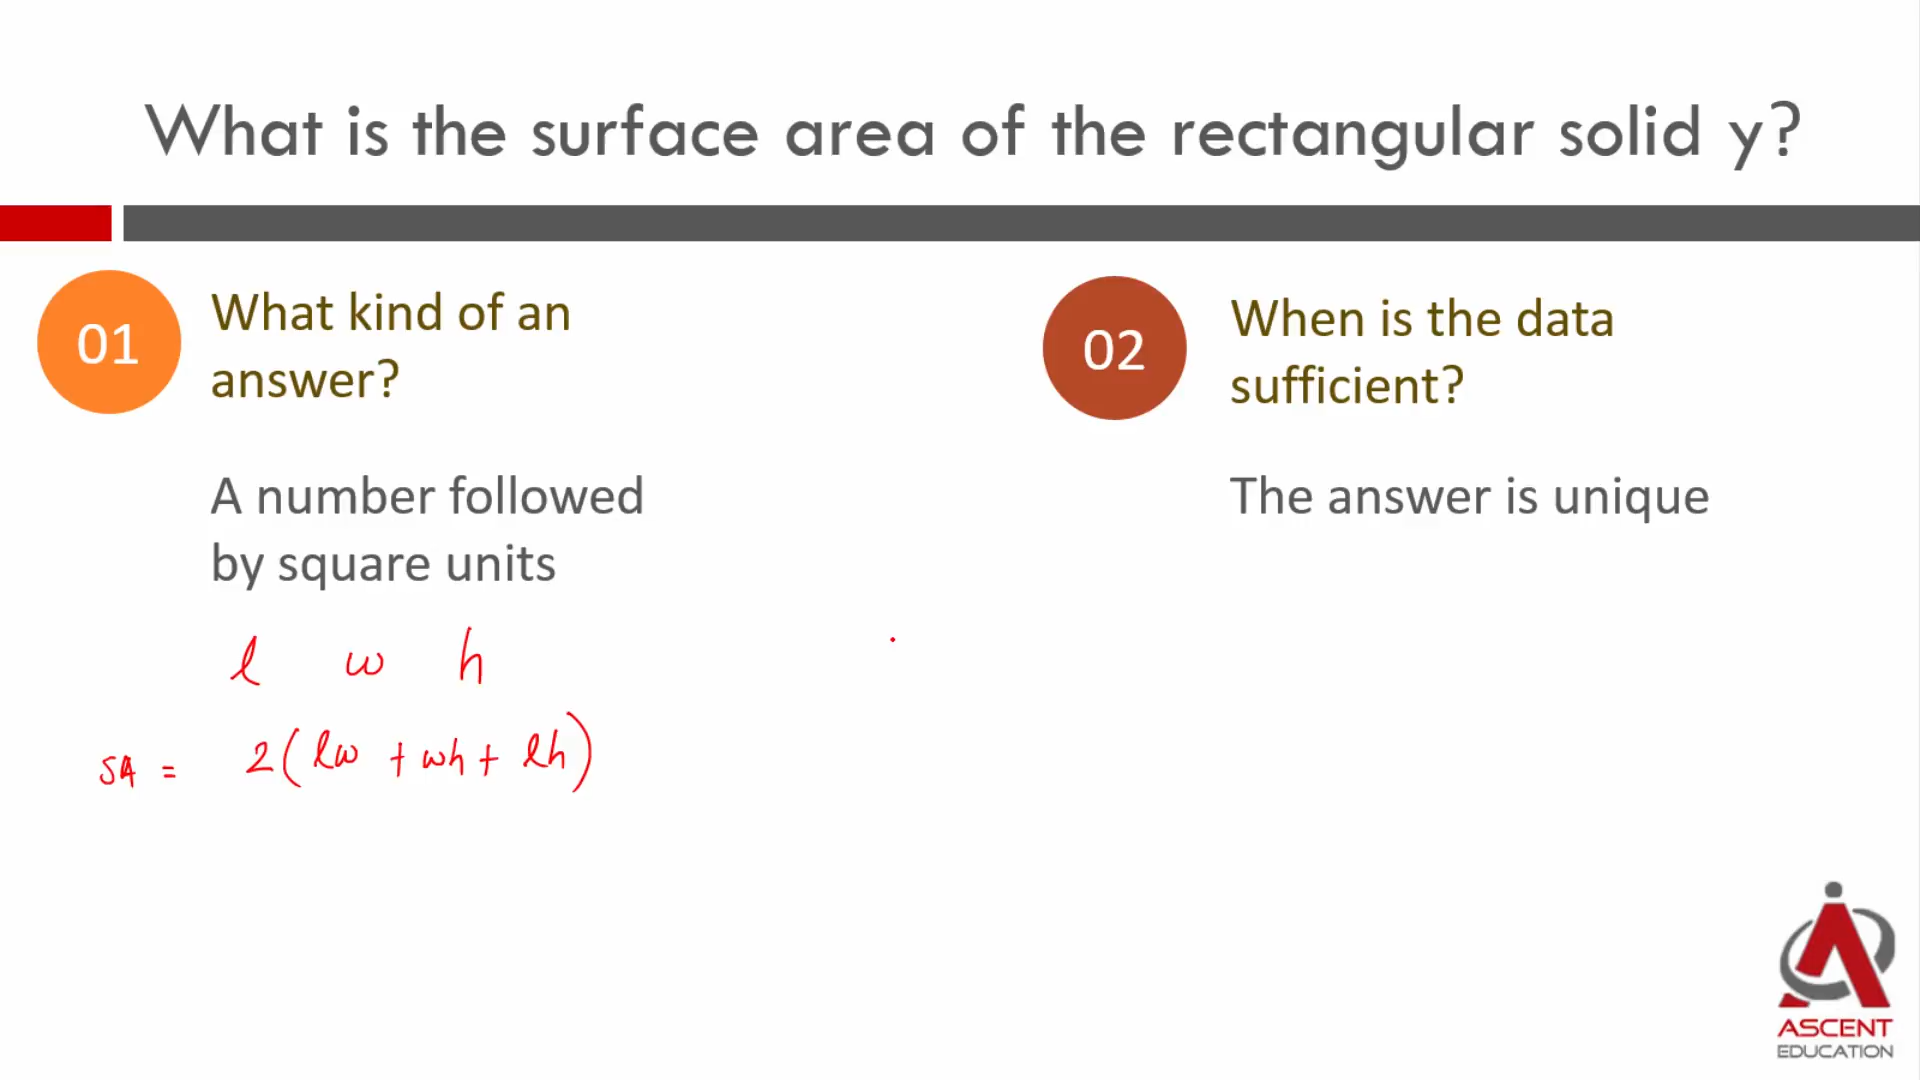 What is the surface area of the rectangular solid y?
01
What kind of an
answer?
A number followed
by square units
l w h
SA = 2(lw + wh + lh)
02
When is the data
sufficient?
The answer is unique
ASCENT
EDUCATION